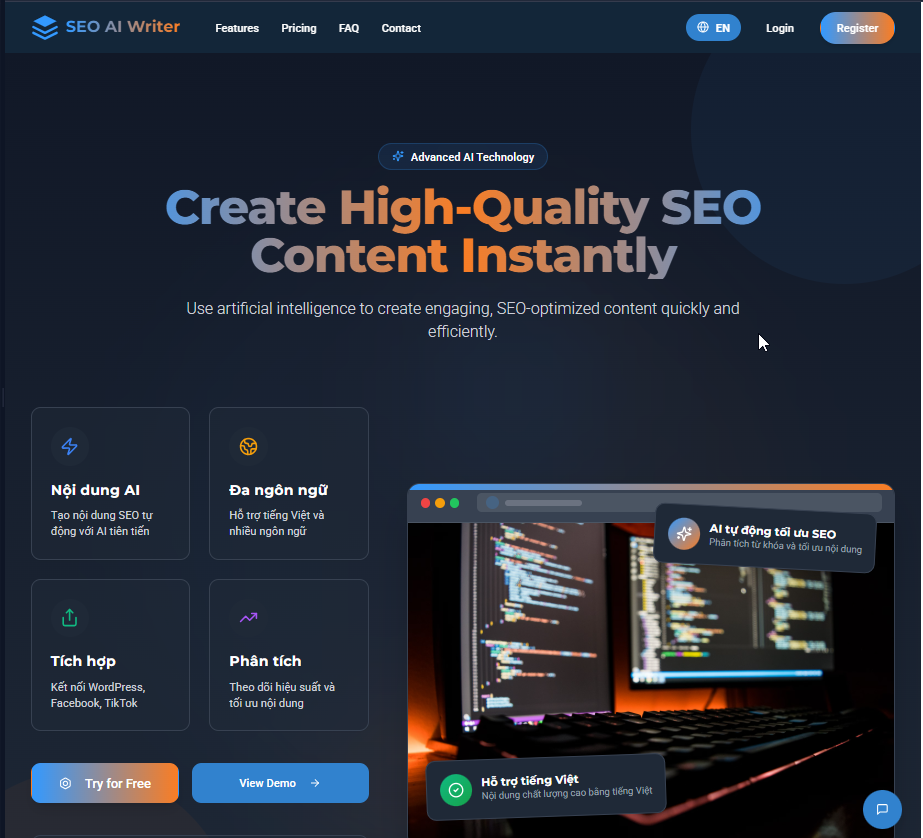 SEO AI Writer
Features
Pricing
FAQ
Contact
EN
Login
Register
Advanced AI Technology
Create High-Quality SEO
Content Instantly
Use artificial intelligence to create engaging, SEO-optimized content quickly and
efficiently.
Nội dung AI
Tạo nội dung SEO tự
động với AI tiên tiến
Đa ngôn ngữ
Hỗ trợ tiếng Việt và
nhiều ngôn ngữ
Tích hợp
Kết nối WordPress,
Facebook, TikTok
Phân tích
Theo dõi hiệu suất và
tối ưu nội dung
Try for Free
View Demo
AI tự động tối ưu SEO
Phân tích từ khóa và tối ưu nội dung
Hỗ trợ tiếng Việt
Nội dung chất lượng cao bằng tiếng Việt